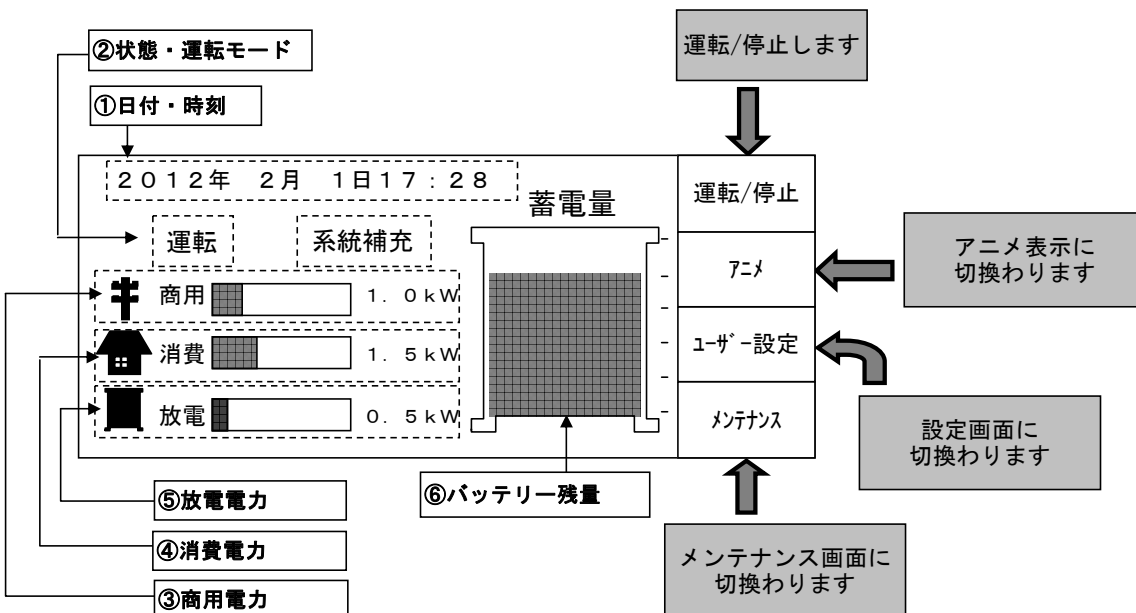 ②状態・運転モード
①日付・時刻
運転/停止します
2012年 2月 1日17:28
運転
系統補充
蓄電量
商用 1.0kW
消費 1.5kW
放電 0.5kW
運転/停止
アニメ
ユーザー設定
メンテナンス
アニメ表示に
切換わります
設定画面に
切換わります
メンテナンス画面に
切換わります
⑥バッテリー残量
⑤放電電力
④消費電力
③商用電力